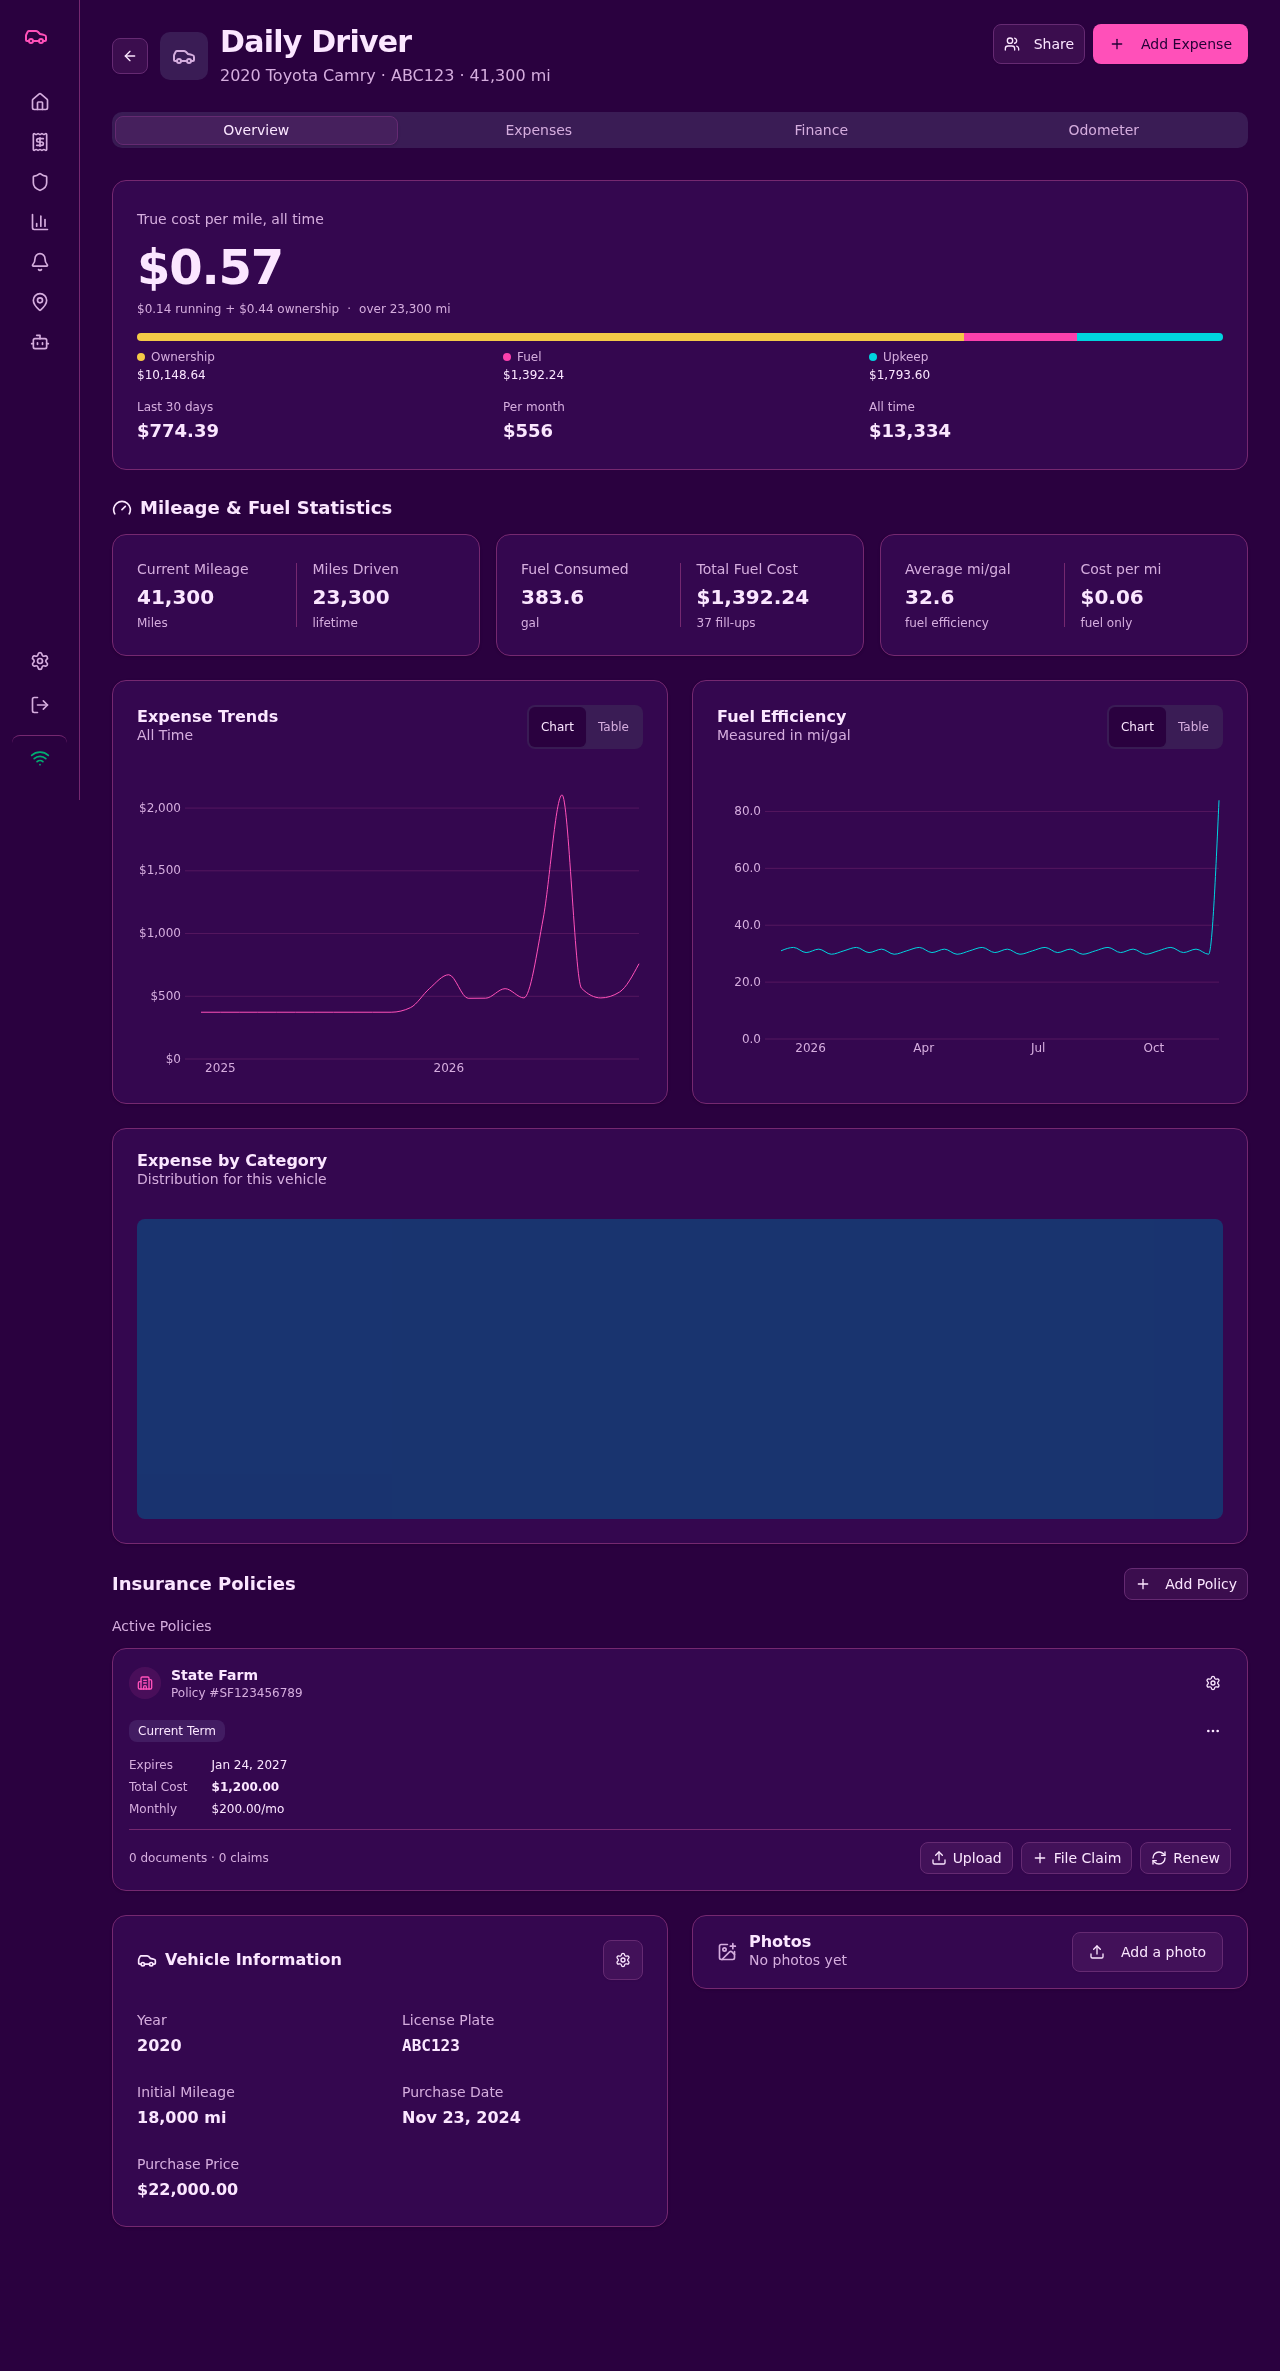 Daily Driver
2020 Toyota Camry · ABC123 · 41,300 mi
Share
Add Expense
Overview
Expenses
Finance
Odometer
True cost per mile, all time
$0.57
$0.14 running + $0.44 ownership · over 23,300 mi
Ownership
$10,148.64
Fuel
$1,392.24
Upkeep
$1,793.60
Last 30 days
$774.39
Per month
$556
All time
$13,334
Mileage & Fuel Statistics
Current Mileage
41,300
Miles
Miles Driven
23,300
lifetime
Fuel Consumed
383.6
gal
Total Fuel Cost
$1,392.24
37 fill-ups
Average mi/gal
32.6
fuel efficiency
Cost per mi
$0.06
fuel only
Expense Trends
All Time
Chart
Table
$2,000
$1,500
$1,000
$500
$0
2025
2026
Fuel Efficiency
Measured in mi/gal
Chart
Table
80.0
60.0
40.0
20.0
0.0
2026
Apr
Jul
Oct
Expense by Category
Distribution for this vehicle
Insurance Policies
Add Policy
Active Policies
State Farm
Policy #SF123456789
Current Term
Expires Jan 24, 2027
Total Cost $1,200.00
Monthly $200.00/mo
0 documents · 0 claims
Upload
File Claim
Renew
Vehicle Information
Year
2020
License Plate
ABC123
Initial Mileage
18,000 mi
Purchase Date
Nov 23, 2024
Purchase Price
$22,000.00
Photos
No photos yet
Add a photo